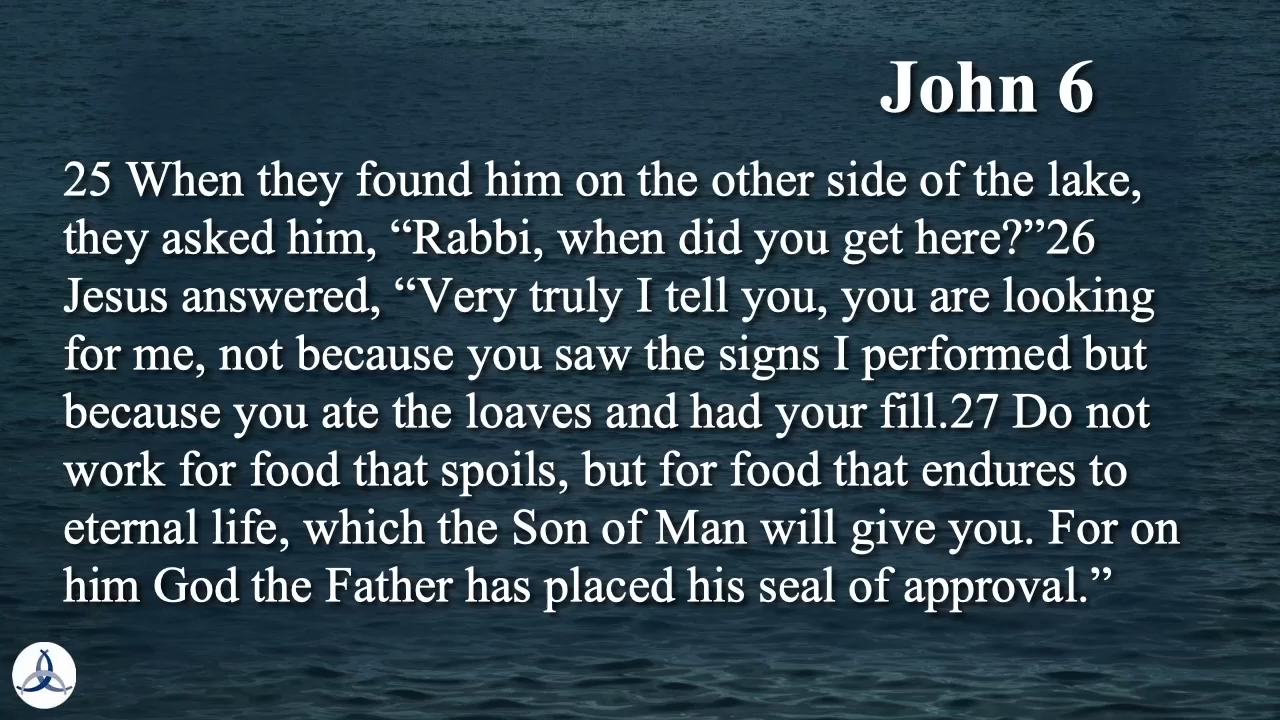 John 6
25 When they found him on the other side of the lake,
they asked him, “Rabbi, when did you get here?”26
Jesus answered, “Very truly I tell you, you are looking
for me, not because you saw the signs I performed but
because you ate the loaves and had your fill.27 Do not
work for food that spoils, but for food that endures to
eternal life, which the Son of Man will give you. For on
him God the Father has placed his seal of approval.”